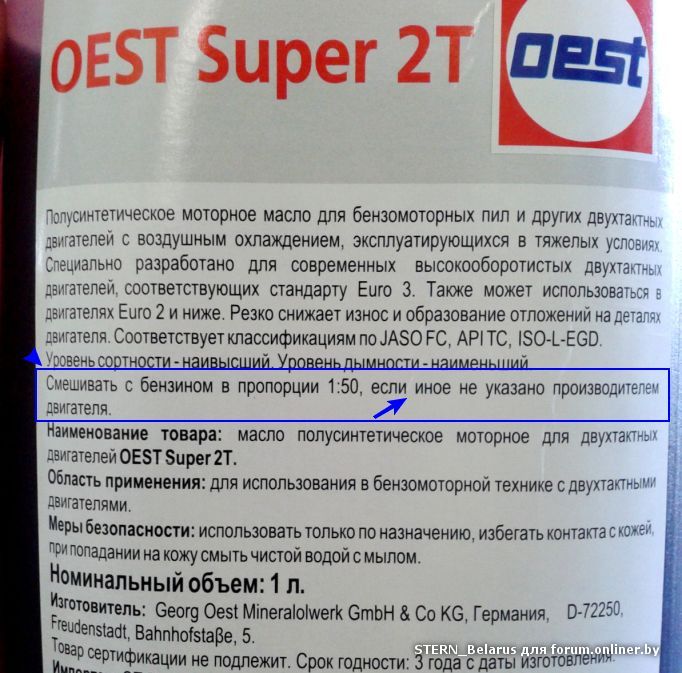 OEST Super 2T
oest
Полусинтетическое моторное масло для бензомоторных пил и других двухтактных
двигателей с воздушным охлаждением, эксплуатирующихся в тяжелых условиях.
Специально разработано для современных высокооборотистых двухтактных
двигателей, соответствующих стандарту Euro 3. Также может использоваться в
двигателях Euro 2 и ниже. Резко снижает износ и образование отложений на деталях
двигателя. Соответствует классификациям по JASO FC, API TC, ISO-L-EGD.
Уровень сортности - наивысший. Уровень дымности - наименьший.
Смешивать с бензином в пропорции 1:50, если иное не указано производителем
двигателя.
Наименование товара: масло полусинтетическое моторное для двухтактных
двигателей OEST Super 2T.
Область применения: для использования в бензомоторной технике с двухтактными
двигателями.
Меры безопасности: использовать только по назначению, избегать контакта с кожей,
при попадании на кожу смыть чистой водой с мылом.
Номинальный объем: 1 л.
Изготовитель: Georg Oest Mineralolwerk GmbH & Co KG, Германия, D-72250,
Freudenstadt, Bahnhofstaβe, 5.
Товар сертификации не подлежит. Срок годности: 3 года с даты изготовления.
STERN_Belarus для forum.onliner.by